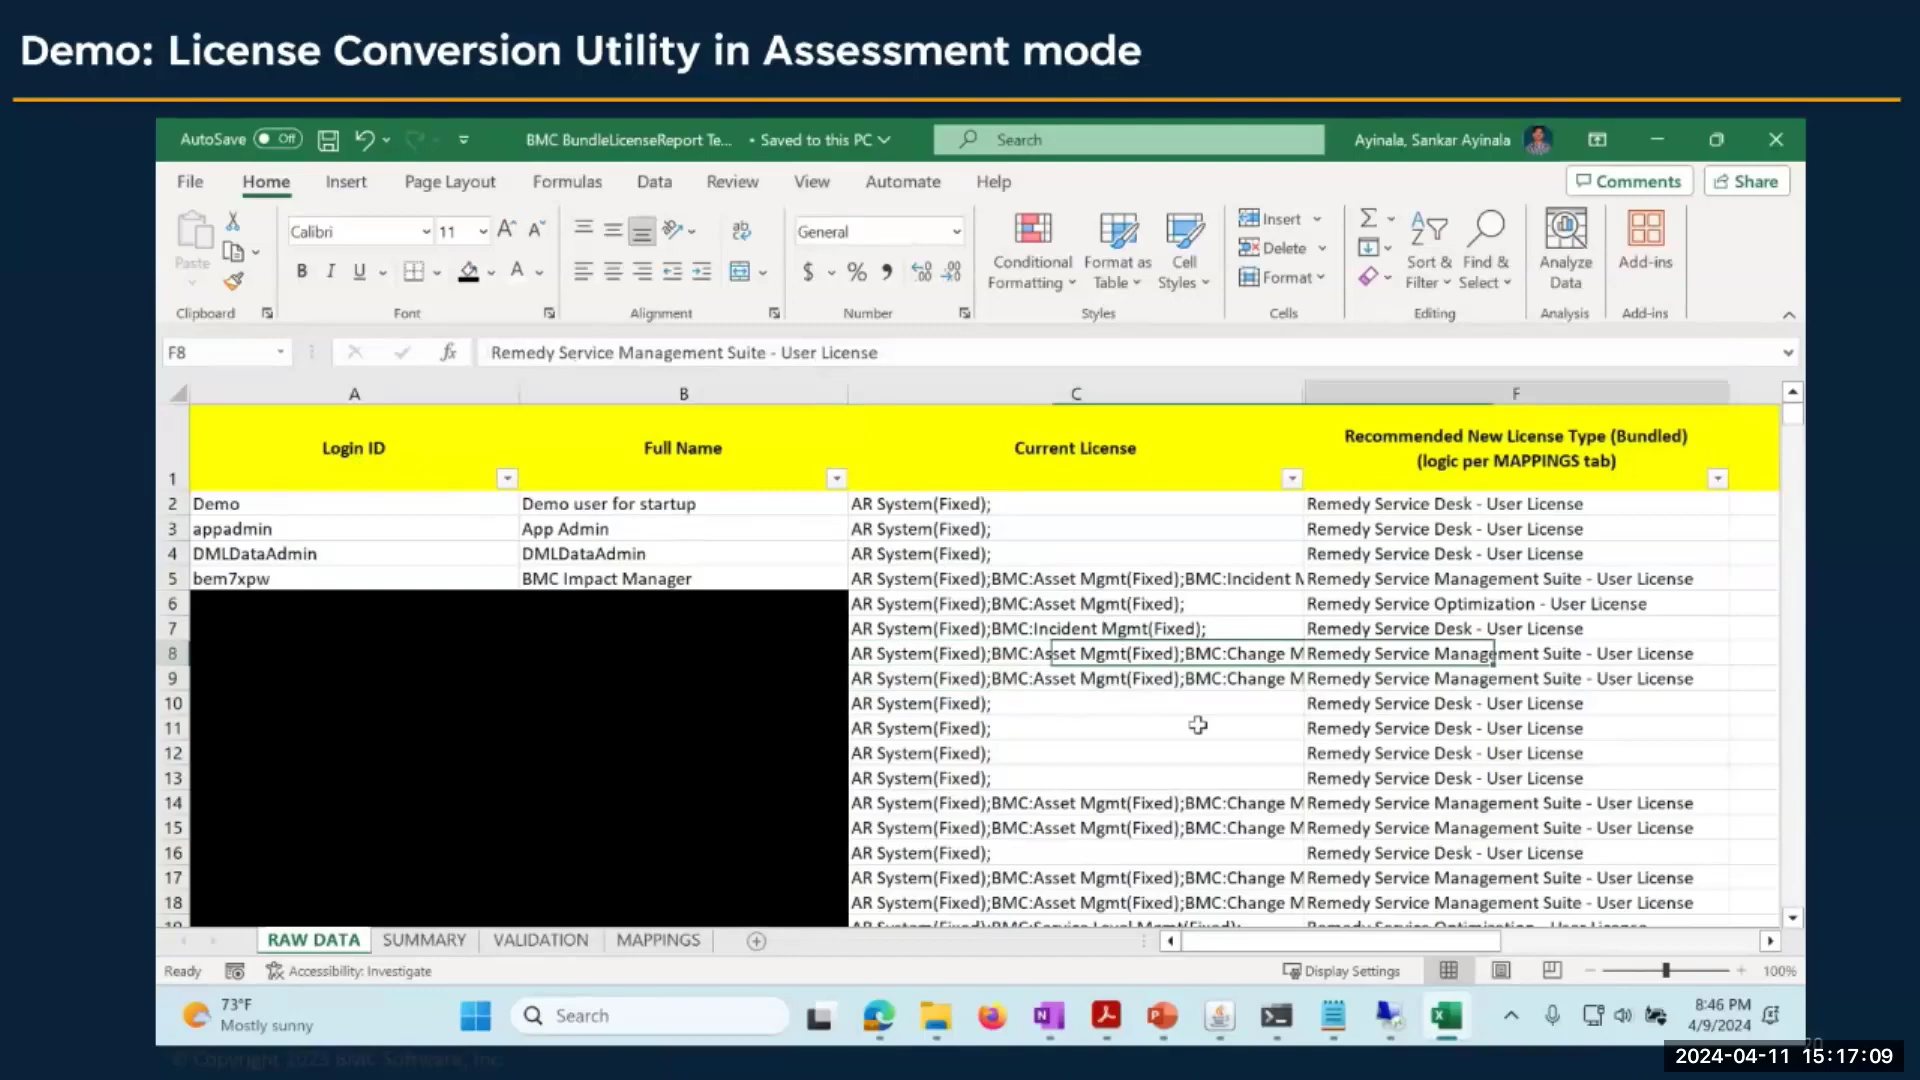 Demo: License Conversion Utility in Assessment mode
AutoSave Off BMC BundleLicenseReport Te... • Saved to this PC Search Ayinala, Sankar Ayinala
File Home Insert Page Layout Formulas Data Review View Automate Help Comments Share
Paste Calibri 11 General Conditional Formatting Format as Table Cell Styles Insert Delete Format Sort & Filter Find & Select Analyze Data Add-ins
Clipboard Font Alignment Number Styles Cells Editing Analysis Add-ins
F8 fx Remedy Service Management Suite - User License
A B C F
1 Login ID Full Name Current License Recommended New License Type (Bundled) (logic per MAPPINGS tab)
2 Demo Demo user for startup AR System(Fixed); Remedy Service Desk - User License
3 appadmin App Admin AR System(Fixed); Remedy Service Desk - User License
4 DMLDataAdmin DMLDataAdmin AR System(Fixed); Remedy Service Desk - User License
5 bem7xpw BMC Impact Manager AR System(Fixed);BMC:Asset Mgmt(Fixed);BMC:Incident M Remedy Service Management Suite - User License
6 AR System(Fixed);BMC:Asset Mgmt(Fixed); Remedy Service Optimization - User License
7 AR System(Fixed);BMC:Incident Mgmt(Fixed); Remedy Service Desk - User License
8 AR System(Fixed);BMC:Asset Mgmt(Fixed);BMC:Change M Remedy Service Management Suite - User License
9 AR System(Fixed);BMC:Asset Mgmt(Fixed);BMC:Change M Remedy Service Management Suite - User License
10 AR System(Fixed); Remedy Service Desk - User License
11 AR System(Fixed); Remedy Service Desk - User License
12 AR System(Fixed); Remedy Service Desk - User License
13 AR System(Fixed); Remedy Service Desk - User License
14 AR System(Fixed);BMC:Asset Mgmt(Fixed);BMC:Change M Remedy Service Management Suite - User License
15 AR System(Fixed);BMC:Asset Mgmt(Fixed);BMC:Change M Remedy Service Management Suite - User License
16 AR System(Fixed); Remedy Service Desk - User License
17 AR System(Fixed);BMC:Asset Mgmt(Fixed);BMC:Change M Remedy Service Management Suite - User License
18 AR System(Fixed);BMC:Asset Mgmt(Fixed);BMC:Change M Remedy Service Management Suite - User License
RAW DATA SUMMARY VALIDATION MAPPINGS
Ready Accessibility: Investigate Display Settings 100%
73°F Mostly sunny Search 8:46 PM 4/9/2024
© Copyright 2023 BMC Software, Inc.
2024-04-11 15:17:09